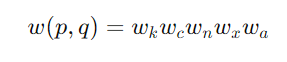 w(p, q) = w_k w_c w_n w_x w_a